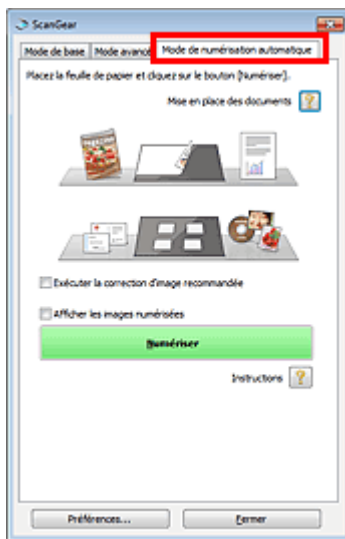 ScanGear
Mode de base Mode avancé Mode de numérisation automatique
Placez la feuille de papier et cliquez sur le bouton [Numériser].
Mise en place des documents
Exécuter la correction d'image recommandée
Afficher les images numérisées
Numériser
Instructions
Préférences... Fermer